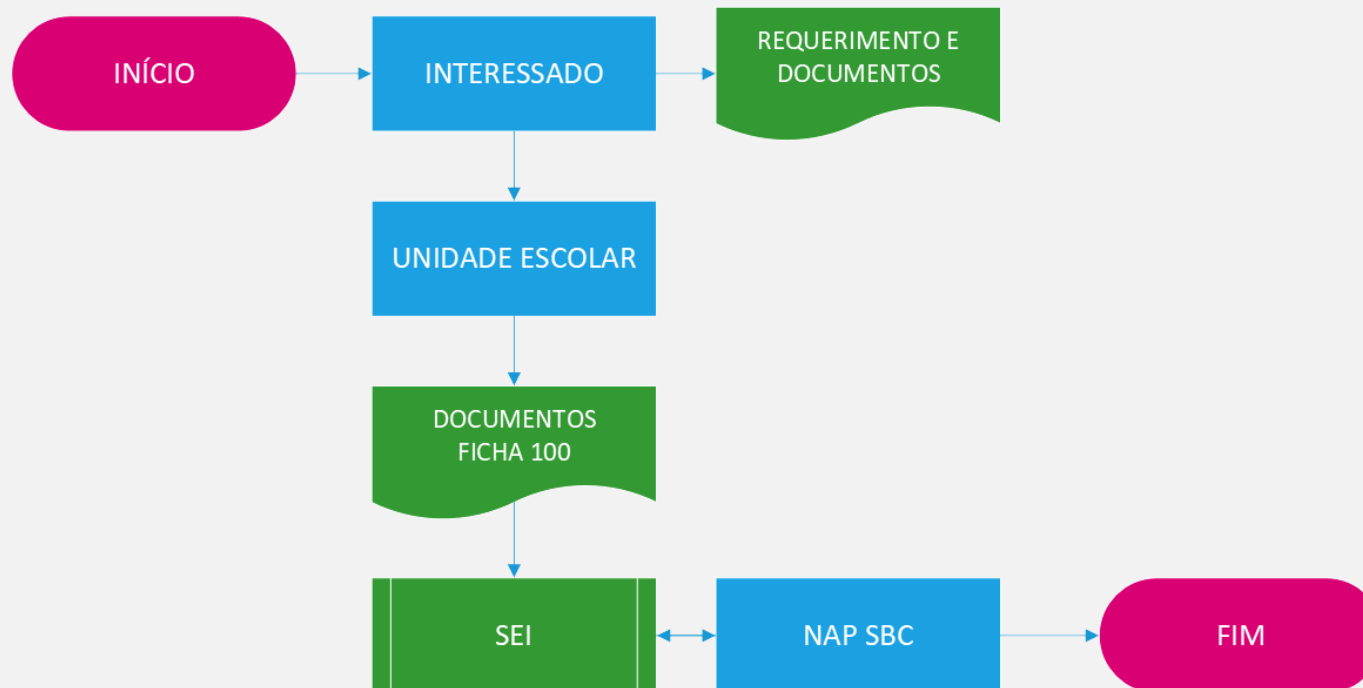 INÍCIO
INTERESSADO
REQUERIMENTO E
DOCUMENTOS
UNIDADE ESCOLAR
DOCUMENTOS
FICHA 100
SEI
NAP SBC
FIM